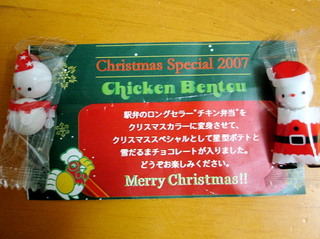 Christmas Special 2007
Chicken Bentou
駅弁のロングセラー"チキン弁当"を
クリスマスカラーに変身させて、
クリスマススペシャルとして星型ポテトと
雪だるまチョコレートが入りました。
どうぞお楽しみください。
Merry Christmas!!